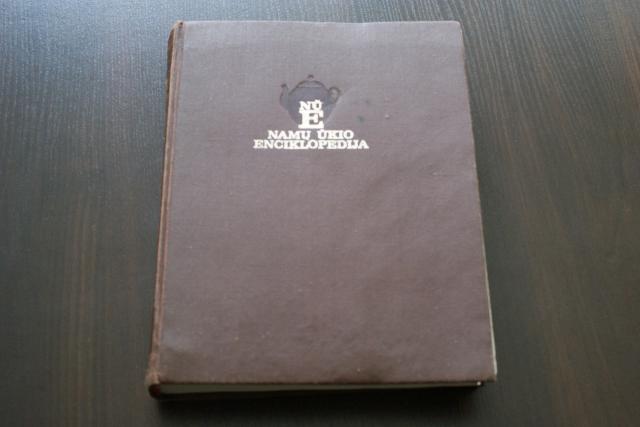 NŪ
E
NAMŲ ŪKIO
ENCIKLOPEDIJA